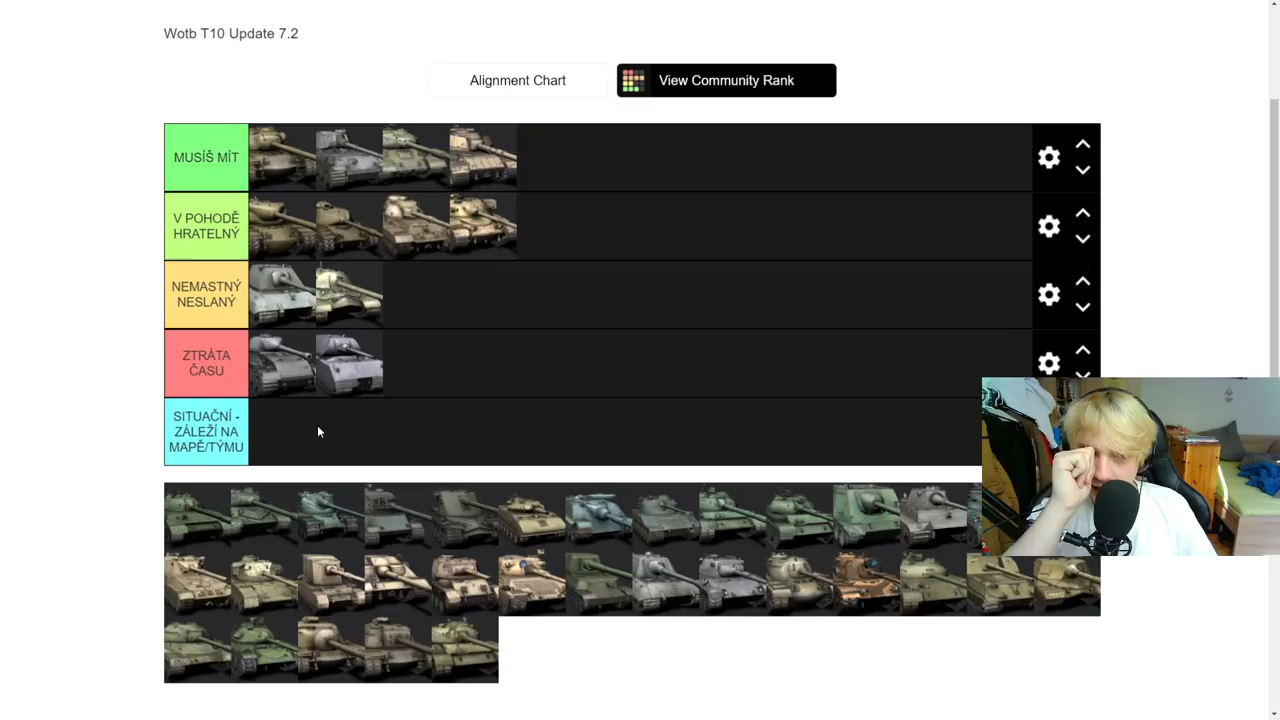 Wotb T10 Update 7.2
Alignment Chart
View Community Rank
MUSÍŠ MÍT
V POHODĚ
HRATELNÝ
NEMASTNÝ
NESLANÝ
ZTRÁTA
ČASU
SITUAČNÍ -
ZÁLEŽÍ NA
MAPĚ/TÝMU